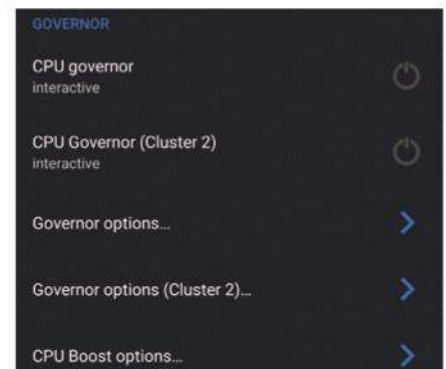 GOVERNOR
CPU governor
interactive
CPU Governor (Cluster 2)
interactive
Governor options...
Governor options (Cluster 2)...
CPU Boost options...